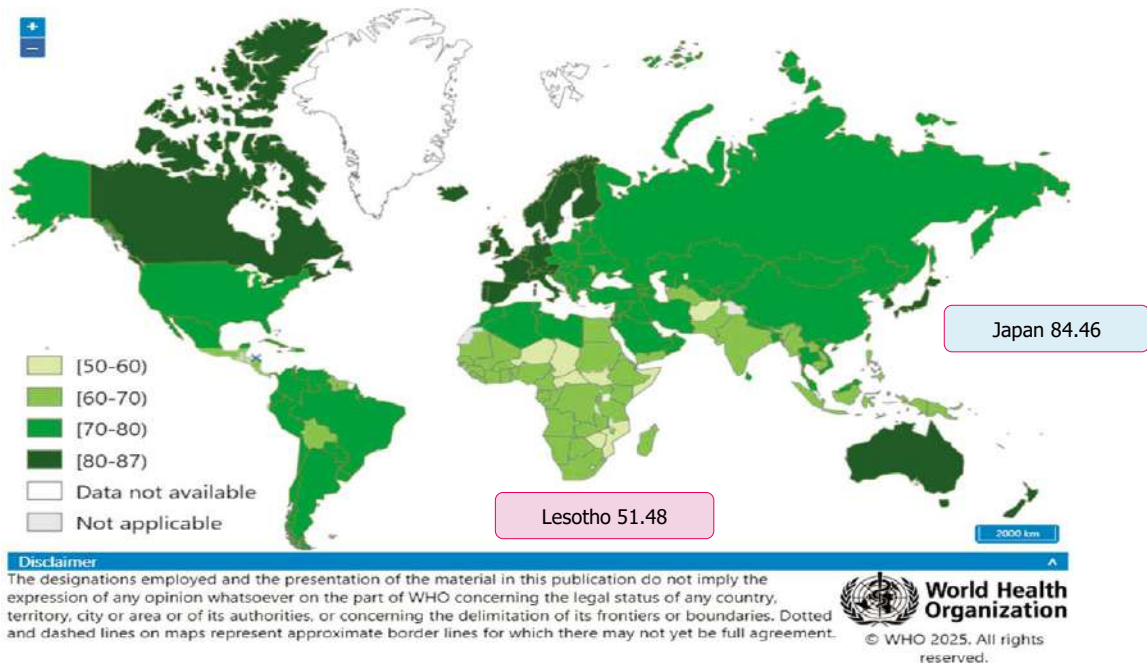 +
−
Japan 84.46
[50-60)
[60-70)
[70-80)
[80-87)
Data not available
Not applicable
Lesotho 51.48
2000 km
Disclaimer
^
The designations employed and the presentation of the material in this publication do not imply the
expression of any opinion whatsoever on the part of WHO concerning the legal status of any country,
territory, city or area or of its authorities, or concerning the delimitation of its frontiers or boundaries. Dotted
and dashed lines on maps represent approximate border lines for which there may not yet be full agreement.
World Health
Organization
© WHO 2025. All rights
reserved.